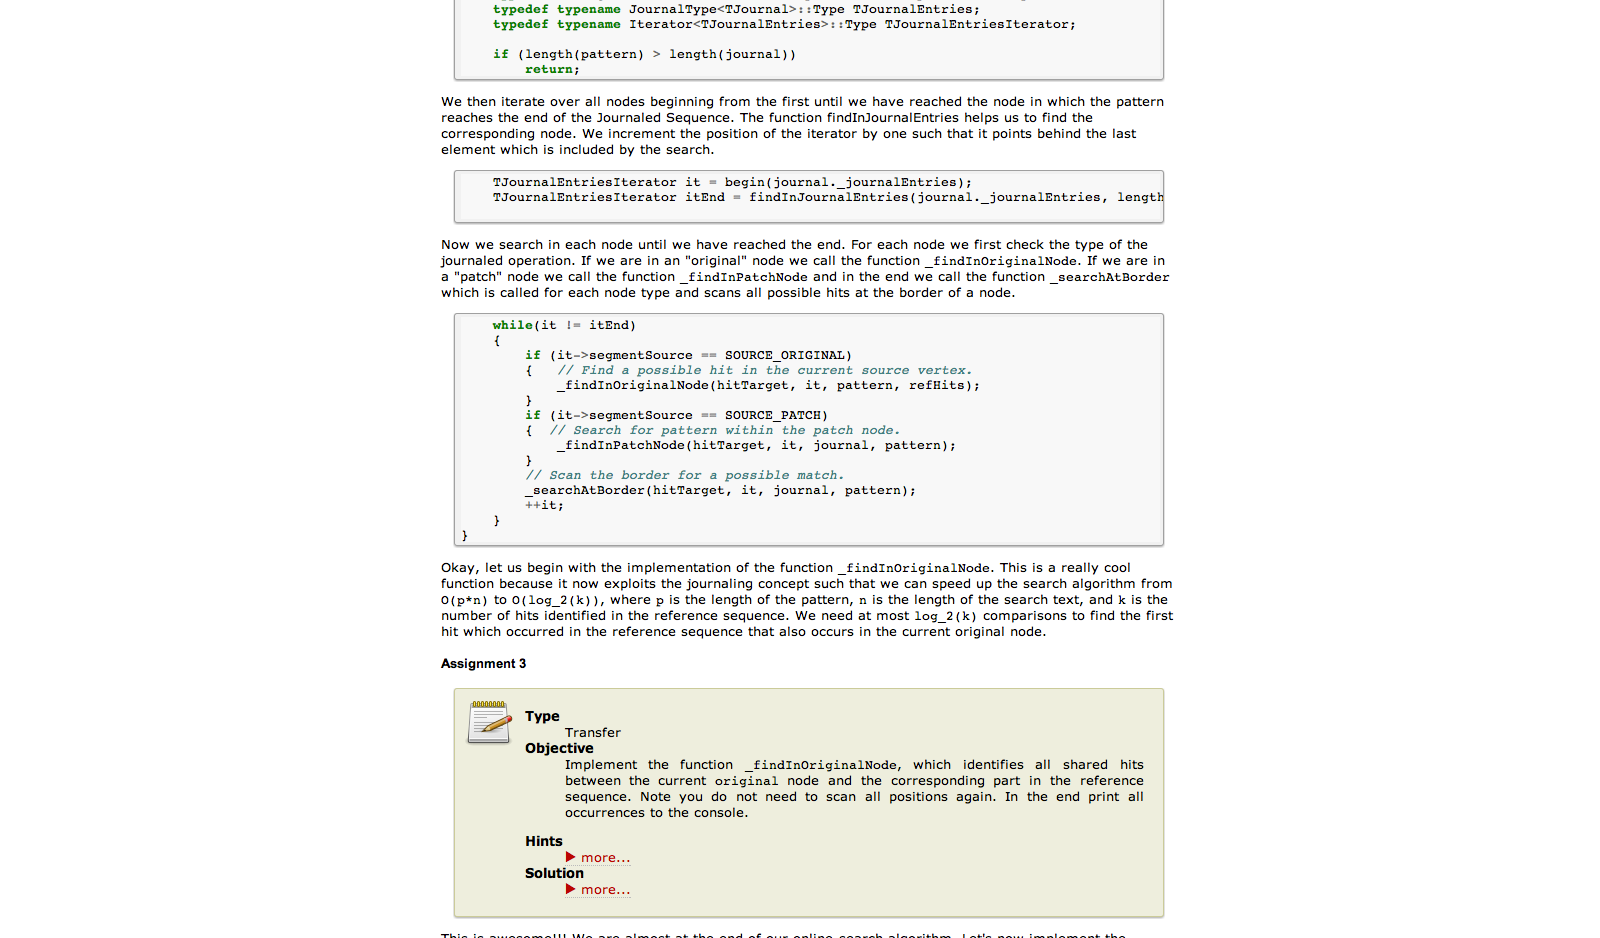 typedef typename JournalType<TJournal>::Type TJournalEntries;
typedef typename Iterator<TJournalEntries>::Type TJournalEntriesIterator;
if (length(pattern) > length(journal))
return;
We then iterate over all nodes beginning from the first until we have reached the node in which the pattern
reaches the end of the Journaled Sequence. The function findInJournalEntries helps us to find the
corresponding node. We increment the position of the iterator by one such that it points behind the last
element which is included by the search.
TJournalEntriesIterator it = begin(journal._journalEntries);
TJournalEntriesIterator itEnd = findInJournalEntries(journal._journalEntries, length
Now we search in each node until we have reached the end. For each node we first check the type of the
journaled operation. If we are in an "original" node we call the function _findInOriginalNode. If we are in
a "patch" node we call the function _findInPatchNode and in the end we call the function _searchAtBorder
which is called for each node type and scans all possible hits at the border of a node.
while(it != itEnd)
{
if (it->segmentSource == SOURCE_ORIGINAL)
{ // Find a possible hit in the current source vertex.
_findInOriginalNode(hitTarget, it, pattern, refHits);
}
if (it->segmentSource == SOURCE_PATCH)
{ // Search for pattern within the patch node.
_findInPatchNode(hitTarget, it, journal, pattern);
}
// Scan the border for a possible match.
_searchAtBorder(hitTarget, it, journal, pattern);
++it;
}
}
Okay, let us begin with the implementation of the function _findInOriginalNode. This is a really cool
function because it now exploits the journaling concept such that we can speed up the search algorithm from
O(p*n) to O(log_2(k)), where p is the length of the pattern, n is the length of the search text, and k is the
number of hits identified in the reference sequence. We need at most log_2(k) comparisons to find the first
hit which occurred in the reference sequence that also occurs in the current original node.
Assignment 3
Type
Transfer
Objective
Implement the function _findInOriginalNode, which identifies all shared hits
between the current original node and the corresponding part in the reference
sequence. Note you do not need to scan all positions again. In the end print all
occurrences to the console.
Hints
more...
Solution
more...
This is awesome!!! We are almost at the end of our online-search algorithm. Let's now implement the